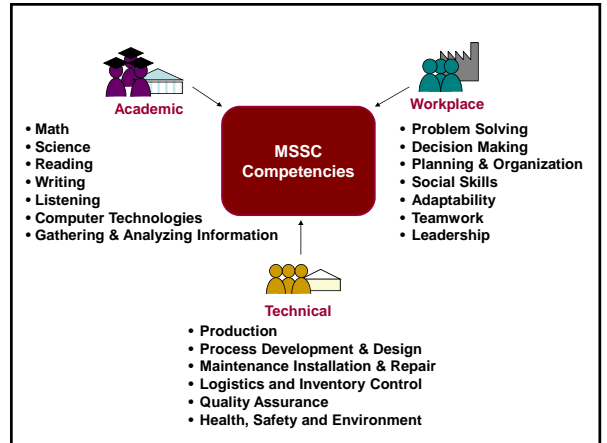 Academic
• Math
• Science
• Reading
• Writing
• Listening
• Computer Technologies
• Gathering & Analyzing Information
MSSC
Competencies
Workplace
• Problem Solving
• Decision Making
• Planning & Organization
• Social Skills
• Adaptability
• Teamwork
• Leadership
Technical
• Production
• Process Development & Design
• Maintenance Installation & Repair
• Logistics and Inventory Control
• Quality Assurance
• Health, Safety and Environment